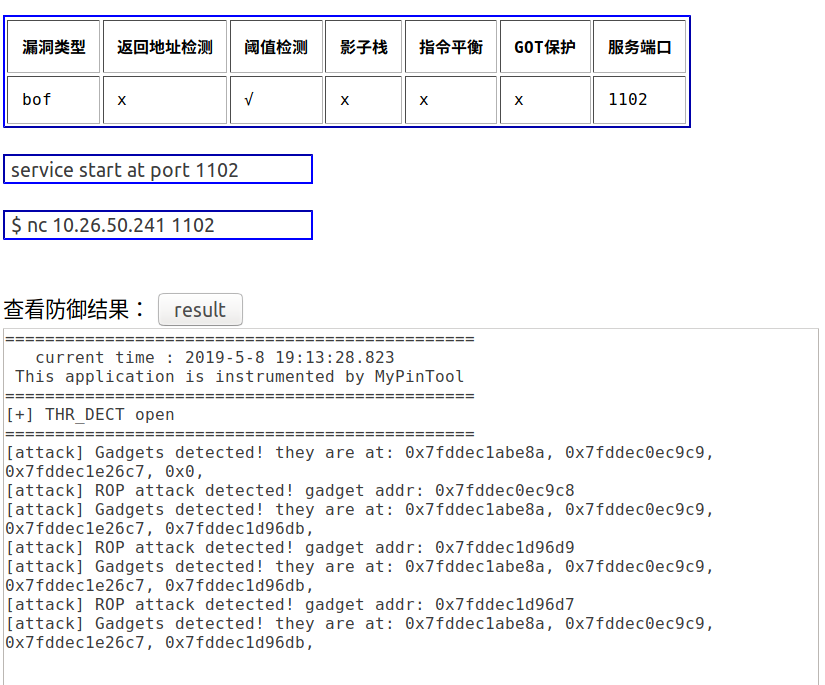 漏洞类型 返回地址检测 阈值检测 影子栈 指令平衡 GOT保护 服务端口
bof x √ x x x 1102
service start at port 1102
$ nc 10.26.50.241 1102
查看防御结果： result
===============================================
current time : 2019-5-8 19:13:28.823
This application is instrumented by MyPinTool
===============================================
[+] THR_DECT open
===============================================
[attack] Gadgets detected! they are at: 0x7fddec1abe8a, 0x7fddec0ec9c9,
0x7fddec1e26c7, 0x0,
[attack] ROP attack detected! gadget addr: 0x7fddec0ec9c8
[attack] Gadgets detected! they are at: 0x7fddec1abe8a, 0x7fddec0ec9c9,
0x7fddec1e26c7, 0x7fddec1d96db,
[attack] ROP attack detected! gadget addr: 0x7fddec1d96d9
[attack] Gadgets detected! they are at: 0x7fddec1abe8a, 0x7fddec0ec9c9,
0x7fddec1e26c7, 0x7fddec1d96db,
[attack] ROP attack detected! gadget addr: 0x7fddec1d96d7
[attack] Gadgets detected! they are at: 0x7fddec1abe8a, 0x7fddec0ec9c9,
0x7fddec1e26c7, 0x7fddec1d96db,